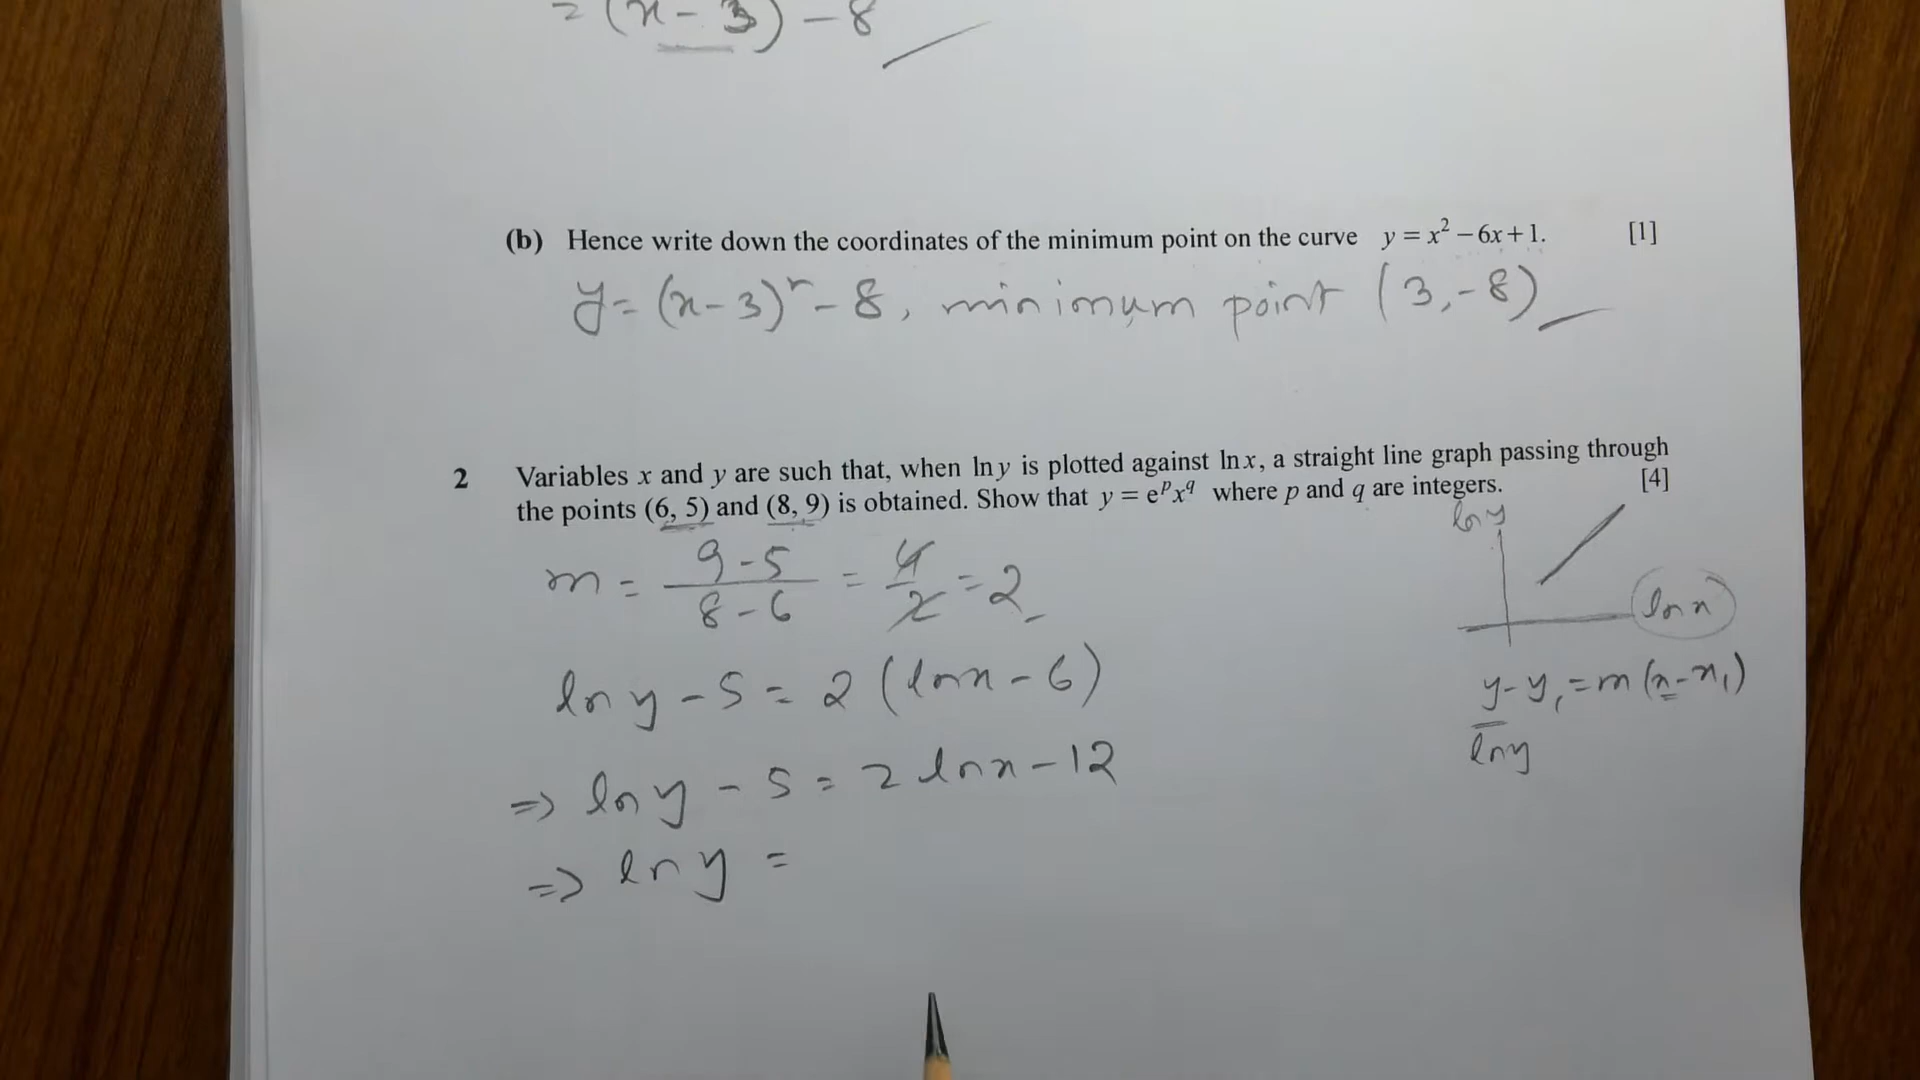 = (x - 3) - 8
(b) Hence write down the coordinates of the minimum point on the curve y = x² – 6x + 1. [1]
y = (x - 3)² - 8, minimum point (3, -8)
2 Variables x and y are such that, when ln y is plotted against ln x, a straight line graph passing through
the points (6, 5) and (8, 9) is obtained. Show that y = e^p x^q where p and q are integers. [4]
ln y
m = (9 - 5)/(8 - 6) = 4/2 = 2
ln x
ln y - 5 = 2 (ln x - 6)
y - y₁ = m (x - x₁)
ln y
=> ln y - 5 = 2 ln x - 12
=> ln y =